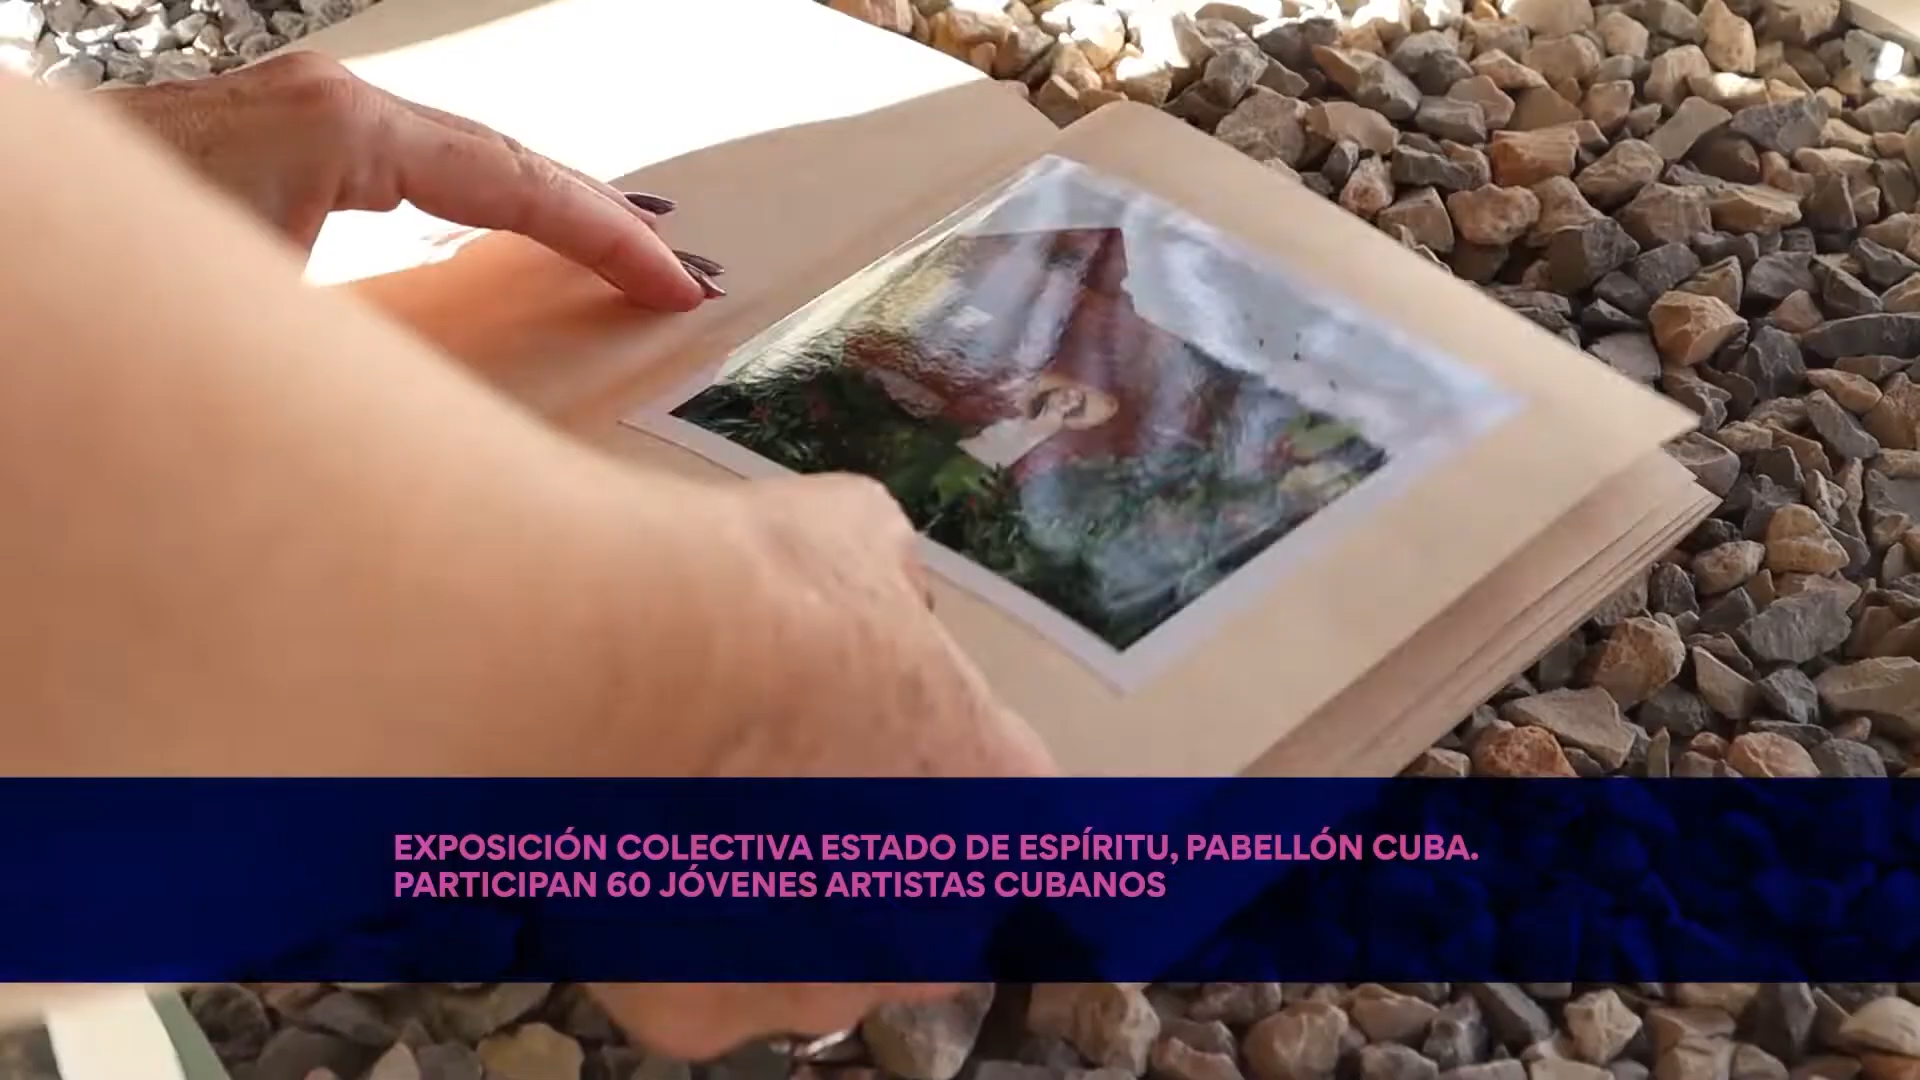 EXPOSICIÓN COLECTIVA ESTADO DE ESPÍRITU, PABELLÓN CUBA.
PARTICIPAN 60 JÓVENES ARTISTAS CUBANOS